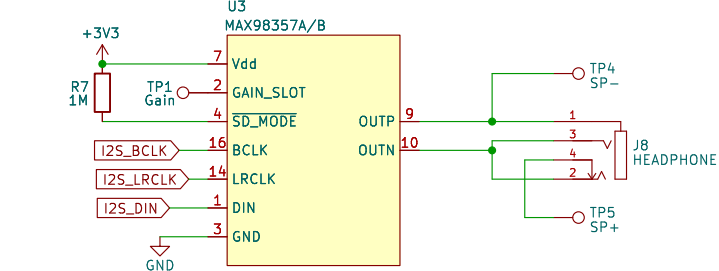 U3
MAX98357A/B
+3V3
7 Vdd
R7
1M
TP1
Gain
2 GAIN_SLOT
4 SD_MODE
OUTP 9
16 BCLK
OUTN 10
I2S_BCLK
14 LRCLK
I2S_LRCLK
1 DIN
I2S_DIN
3 GND
GND
TP4
SP-
1
3
4
2
J8
HEADPHONE
TP5
SP+